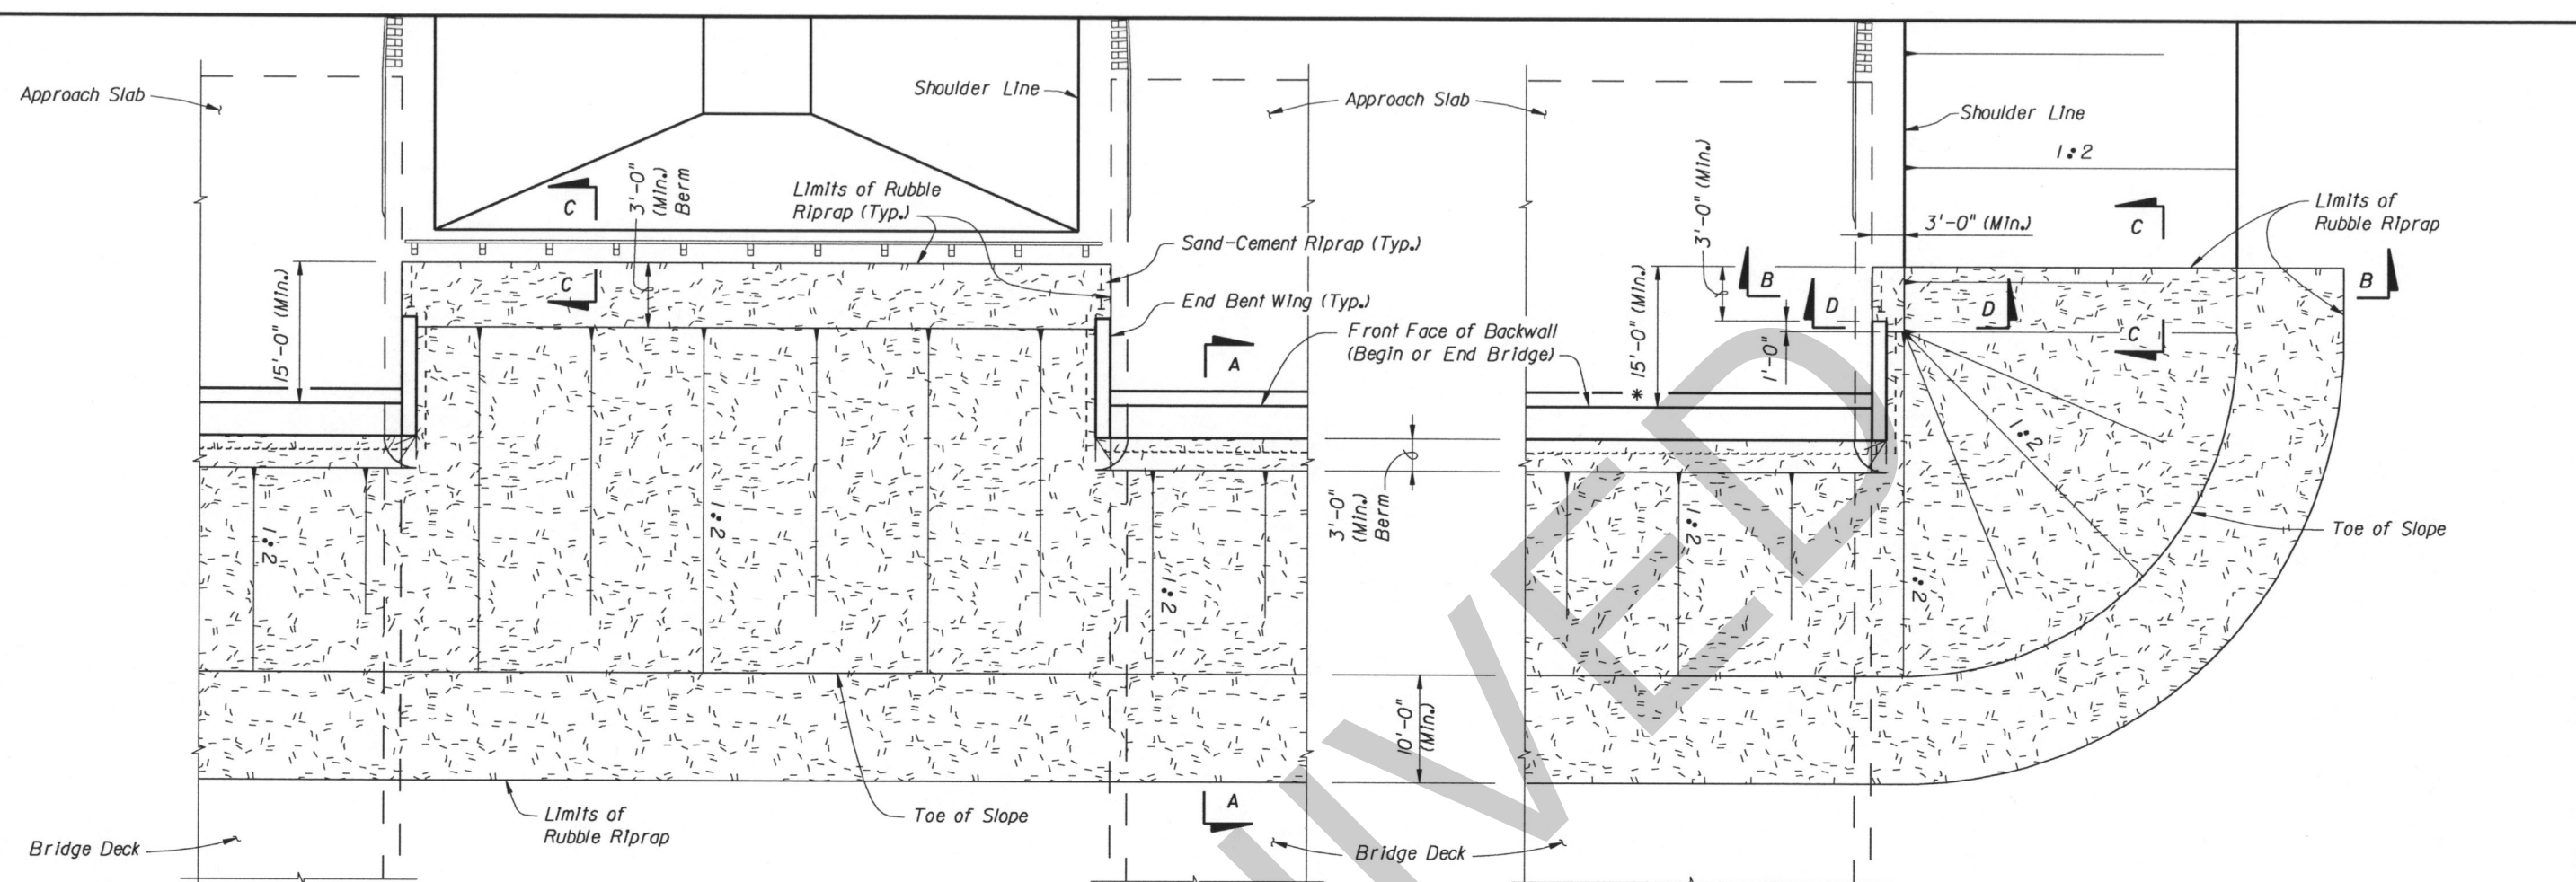 Approach Slab
Shoulder Line
Approach Slab
Shoulder Line
1:2
3'-0"
(Min.)
Berm
C
Limits of Rubble
Riprap (Typ.)
3'-0" (Min.)
Limits of
Rubble Riprap
C
3'-0" (Min.)
Sand-Cement Riprap (Typ.)
15'-0" (Min.)
C
End Bent Wing (Typ.)
* 15'-0" (Min.)
B
D
D
B
Front Face of Backwall
(Begin or End Bridge)
A
1'-0"
C
1:2
3'-0"
(Min.)
Berm
1:2
1:2
1:2
1:2
1:2
Toe of Slope
10'-0"
(Min.)
Limits of
Rubble Riprap
Toe of Slope
A
Bridge Deck
Bridge Deck
IVED